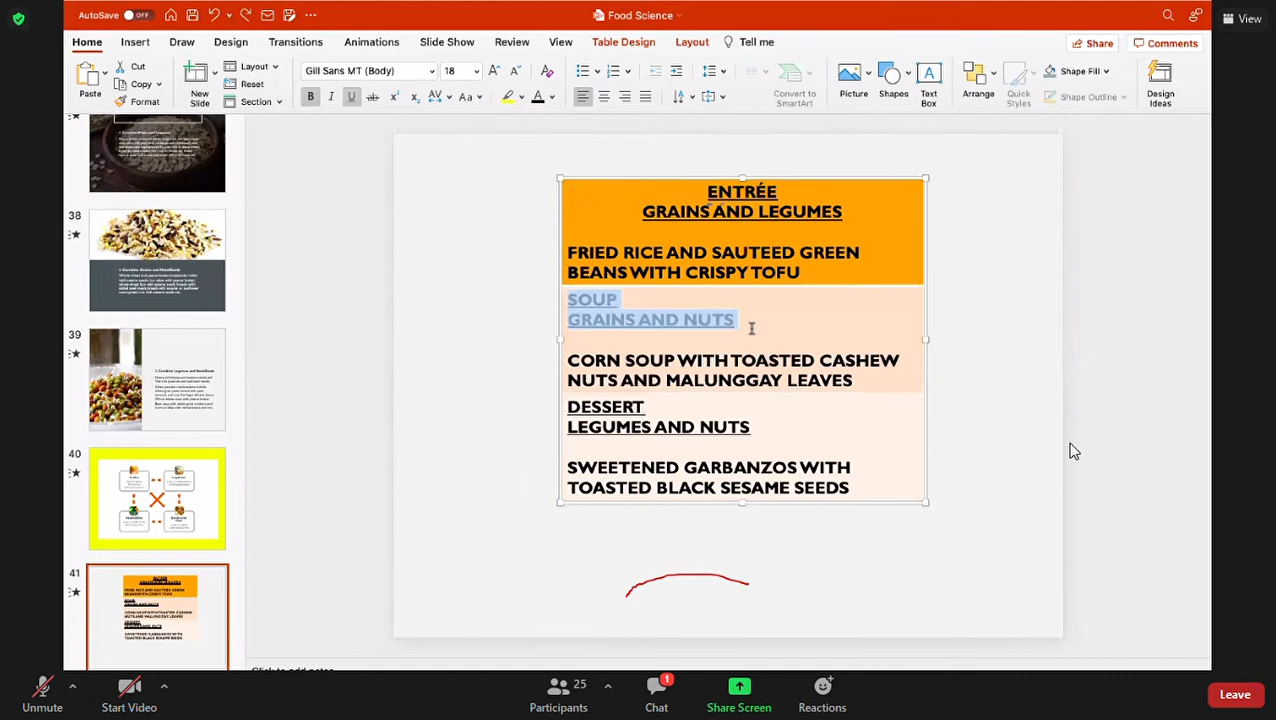 AutoSave OFF
Food Science
View
Home Insert Draw Design Transitions Animations Slide Show Review View Table Design Layout Tell me
Share Comments
Paste
Cut
Copy
Format
New Slide
Layout
Reset
Section
Gill Sans MT (Body) 18
Convert to SmartArt
Picture
Shapes
Text Box
Arrange
Quick Styles
Shape Fill
Shape Outline
Design Ideas
38
39
40
41
ENTRÉE
GRAINS AND LEGUMES
FRIED RICE AND SAUTEED GREEN
BEANS WITH CRISPY TOFU
SOUP
GRAINS AND NUTS
CORN SOUP WITH TOASTED CASHEW
NUTS AND MALUNGGAY LEAVES
DESSERT
LEGUMES AND NUTS
SWEETENED GARBANZOS WITH
TOASTED BLACK SESAME SEEDS
Click to add notes
Unmute
Start Video
25
Participants
1
Chat
Share Screen
Reactions
Leave